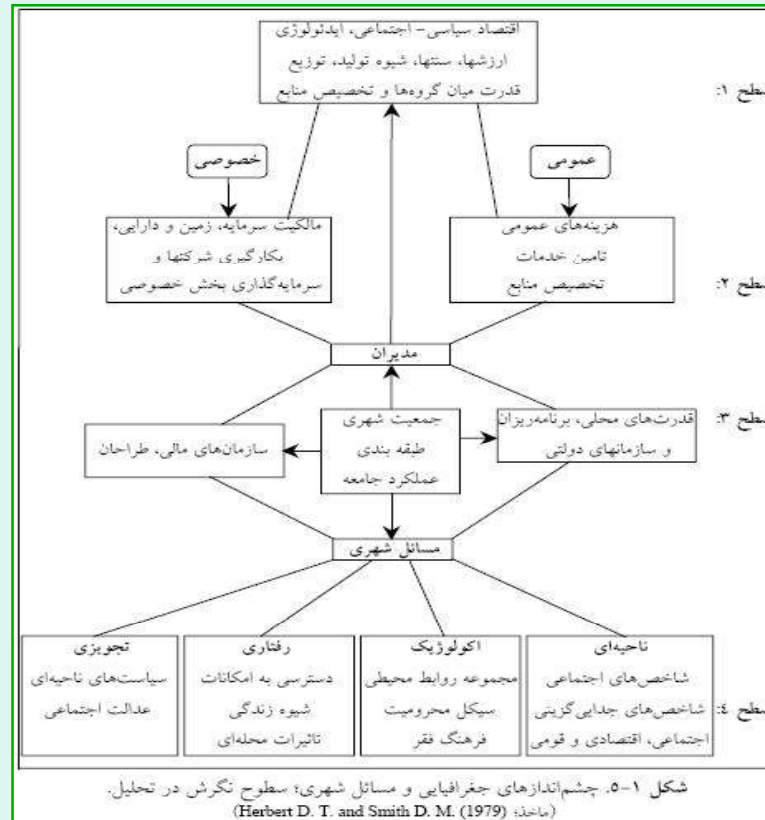 اقتصاد سیاسی- اجتماعی، ایدئولوژی
ارزشها، سنتها، شیوه تولید، توزیع
قدرت میان گروه‌ها و تخصیص منابع
سطح ۱:
عمومی
خصوصی
هزینه‌های عمومی
تامین خدمات
تخصیص منابع
مالکیت سرمایه، زمین و دارایی،
بکارگیری شرکتها و
سرمایه‌گذاری بخش خصوصی
سطح ۲:
مدیران
سطح ۳:
قدرت‌های محلی، برنامه‌ریزان
و سازمانهای دولتی
جمعیت شهری
طبقه بندی
عملکرد جامعه
سازمان‌های مالی، طراحان
مسائل شهری
سطح ٤:
ناحیه‌ای
شاخص‌های اجتماعی
شاخص‌های جدایی‌گزینی
اجتماعی، اقتصادی و قومی
اکولوژیک
مجموعه روابط محیطی
سیکل محرومیت
فرهنگ فقر
رفتاری
دسترسی به امکانات
شیوه زندگی
تاثیرات محله‌ای
تجویزی
سیاست‌های ناحیه‌ای
عدالت اجتماعی
شکل ۱-۵. چشم‌اندازهای جغرافیایی و مسائل شهری؛ سطوح نگرش در تحلیل.
(ماخذ؛ Herbert D. T. and Smith D. M. (1979))